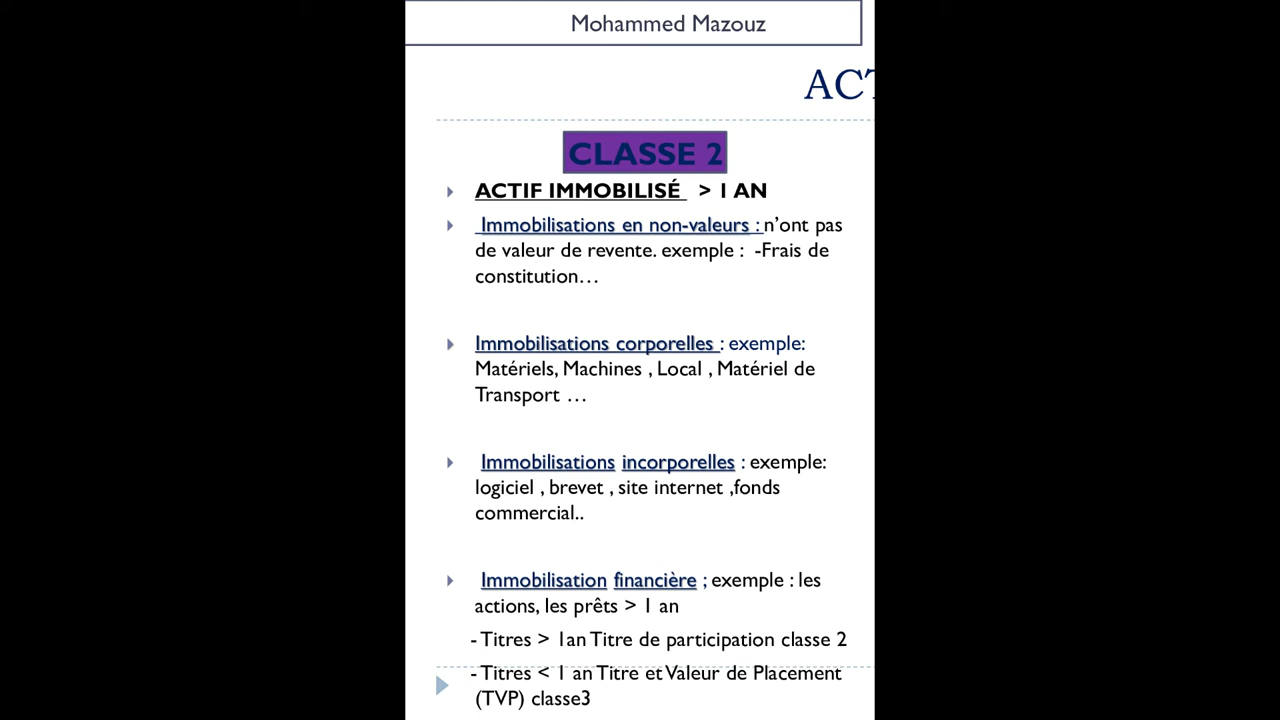 Mohammed Mazouz
ACT
CLASSE 2
ACTIF IMMOBILISÉ > 1 AN
Immobilisations en non-valeurs : n'ont pas
de valeur de revente. exemple : -Frais de
constitution…
Immobilisations corporelles : exemple:
Matériels, Machines , Local , Matériel de
Transport …
Immobilisations incorporelles : exemple:
logiciel , brevet , site internet ,fonds
commercial..
Immobilisation financière ; exemple : les
actions, les prêts > 1 an
- Titres > 1an Titre de participation classe 2
- Titres < 1 an Titre et Valeur de Placement
(TVP) classe3